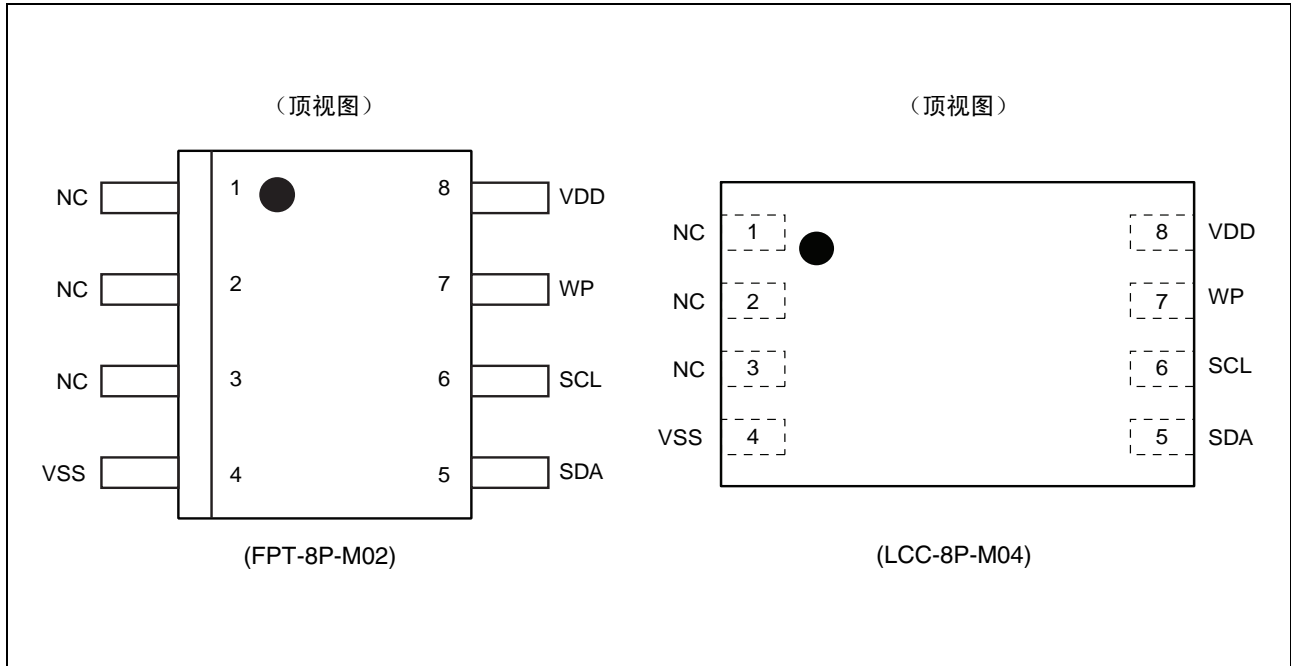 （顶视图）
NC 1 8 VDD
NC 2 7 WP
NC 3 6 SCL
VSS 4 5 SDA
(FPT-8P-M02)
（顶视图）
NC 1 8 VDD
NC 2 7 WP
NC 3 6 SCL
VSS 4 5 SDA
(LCC-8P-M04)